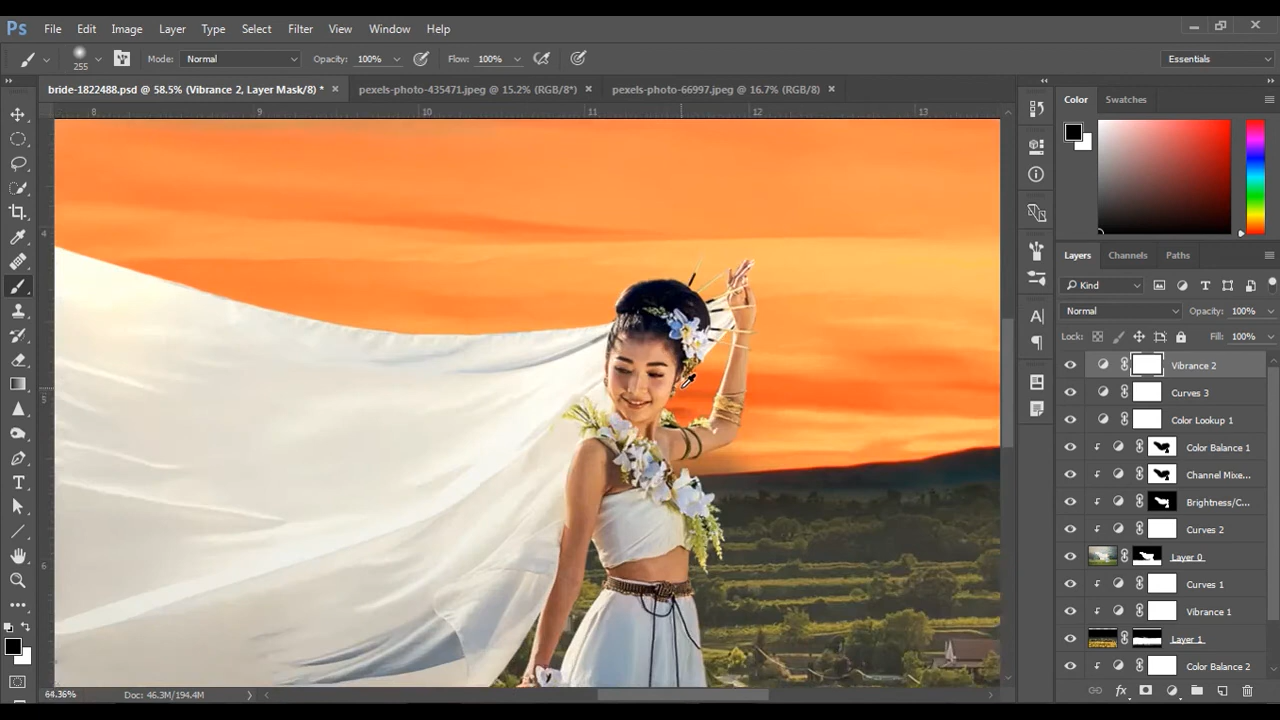 Ps File Edit Image Layer Type Select Filter View Window Help
255 Mode: Normal Opacity: 100% Flow: 100% Essentials
bride-1822488.psd @ 58.5% (Vibrance 2, Layer Mask/8) * × pexels-photo-435471.jpeg @ 15.2% (RGB/8*) × pexels-photo-66997.jpeg @ 16.7% (RGB/8) ×
8 9 10 11 12 13
4
5
6
Color Swatches
Layers Channels Paths
Kind
Normal Opacity: 100%
Lock: Fill: 100%
Vibrance 2
Curves 3
Color Lookup 1
Color Balance 1
Channel Mixe...
Brightness/C...
Curves 2
Layer 0
Curves 1
Vibrance 1
Layer 1
Color Balance 2
64.36% Doc: 46.3M/194.4M